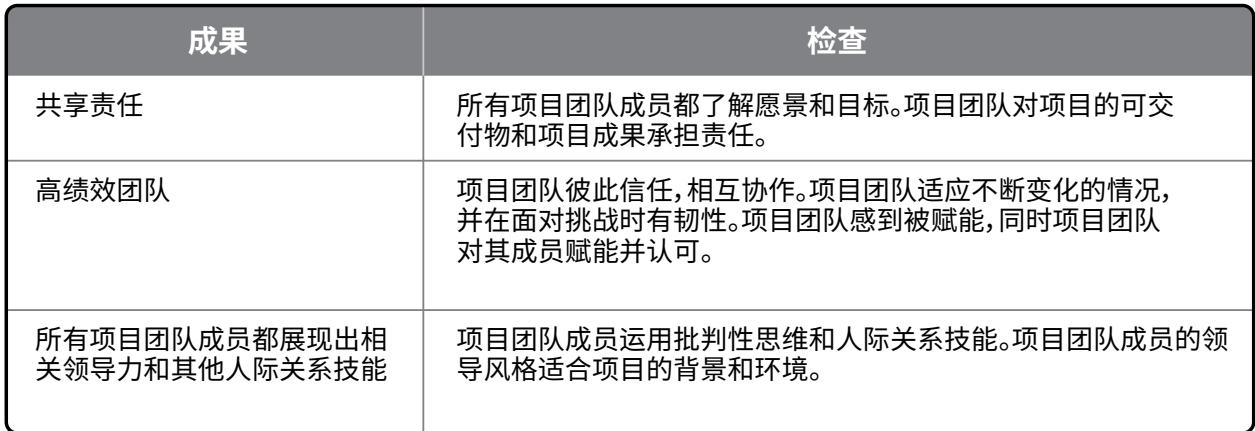 成果
检查
共享责任
所有项目团队成员都了解愿景和目标。项目团队对项目的可交
付物和项目成果承担责任。
高绩效团队
项目团队彼此信任，相互协作。项目团队适应不断变化的情况，
并在面对挑战时有韧性。项目团队感到被赋能，同时项目团队
对其成员赋能并认可。
所有项目团队成员都展现出相
关领导力和其他人际关系技能
项目团队成员运用批判性思维和人际关系技能。项目团队成员的领
导风格适合项目的背景和环境。